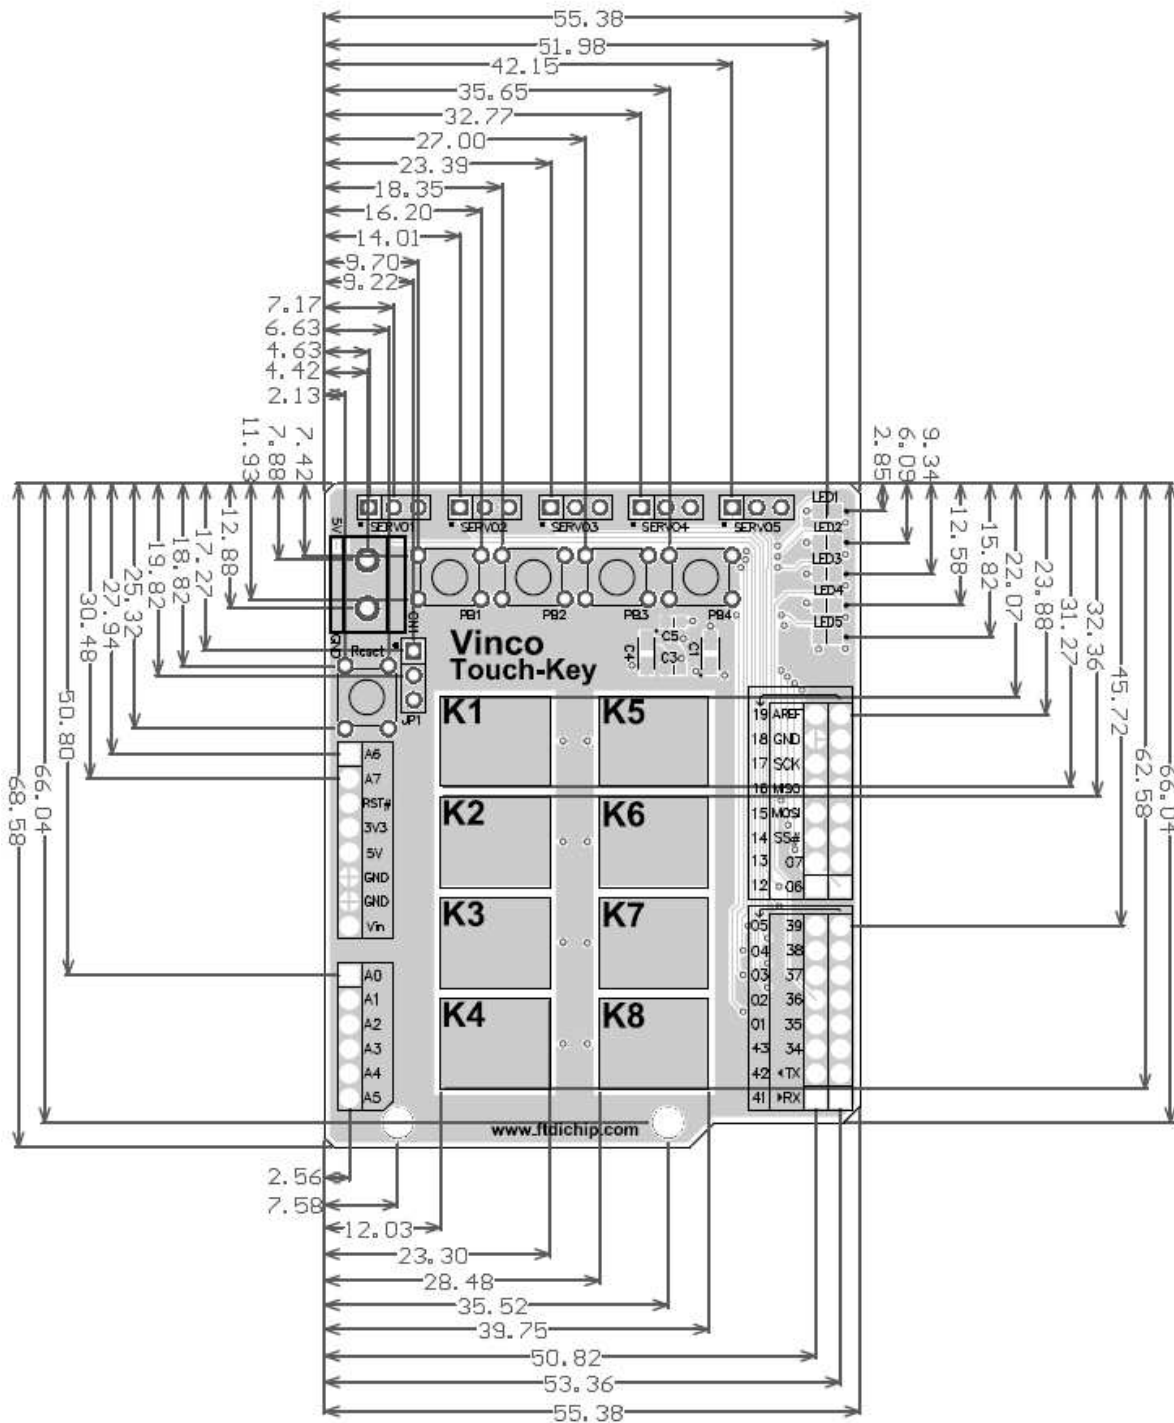 55.38
51.98
42.15
35.65
32.77
27.00
23.39
18.35
16.20
14.01
9.70
9.22
7.17
6.63
4.63
4.42
2.13
11.93
7.88
7.42
2.85
6.09
9.34
68.58
66.04
50.80
30.48
27.94
25.32
19.82
18.82
17.27
12.88
12.58
15.82
22.07
23.88
31.27
32.36
45.72
62.58
66.04
5V
SERVO1
SERVO2
SERVO3
SERVO4
SERVO5
LED1
LED2
LED3
LED4
LED5
PB1
PB2
PB3
PB4
GND
CN1
Reset
JP1
Vinco
Touch-Key
C4
C5
C3
C1
K1
K5
K2
K6
K3
K7
K4
K8
A6
A7
RST#
3V3
5V
GND
GND
Vin
A0
A1
A2
A3
A4
A5
19 AREF
18 GND
17 SCK
16 MISO
15 MOSI
14 SS#
13 07
12 06
05 39
04 38
03 37
02 36
01 35
43 34
42 TX
41 RX
www.ftdichip.com
2.56
7.58
12.03
23.30
28.48
35.52
39.75
50.82
53.36
55.38